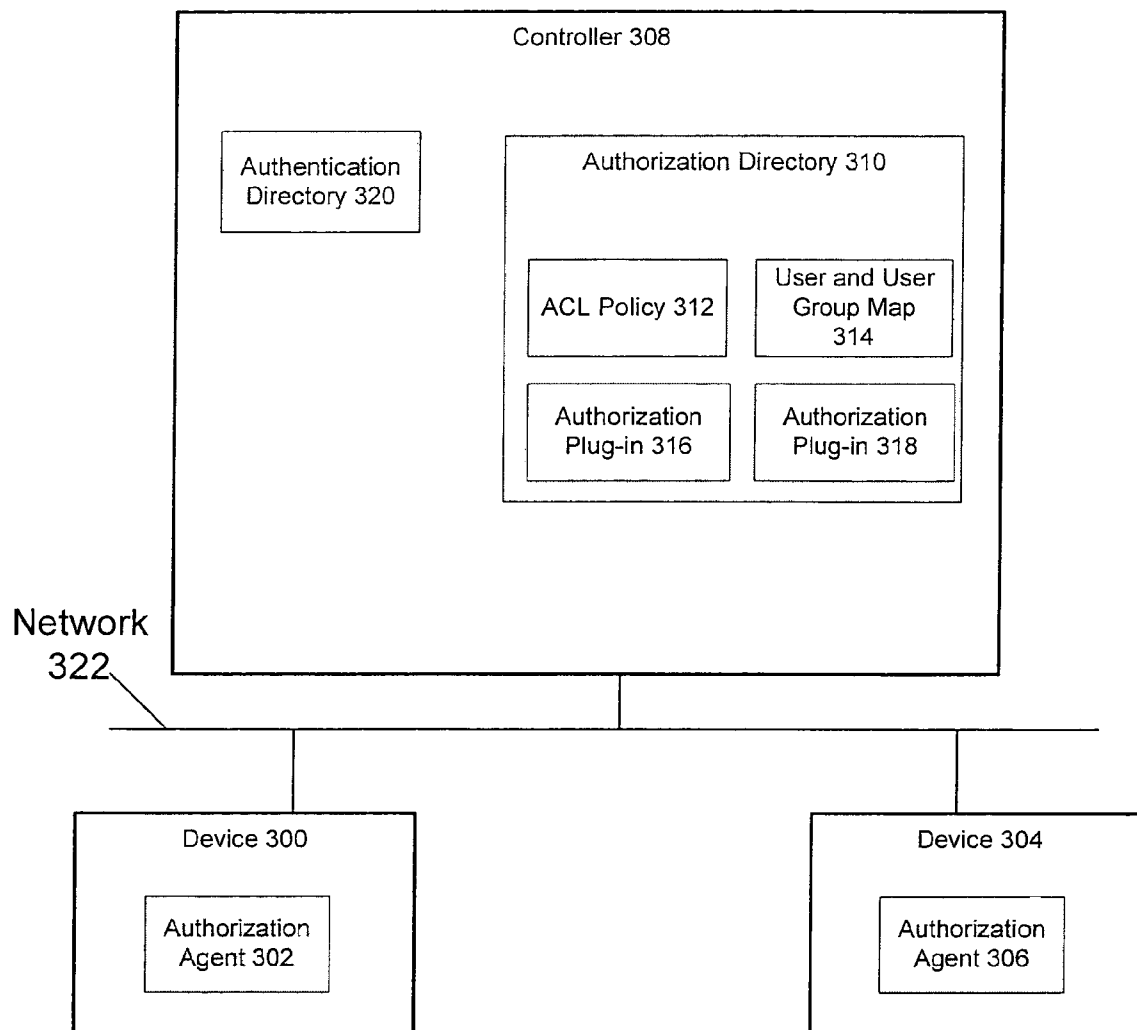 Controller 308
Authentication
Directory 320
Authorization Directory 310
ACL Policy 312
User and User
Group Map
314
Authorization
Plug-in 316
Authorization
Plug-in 318
Network
322
Device 300
Authorization
Agent 302
Device 304
Authorization
Agent 306